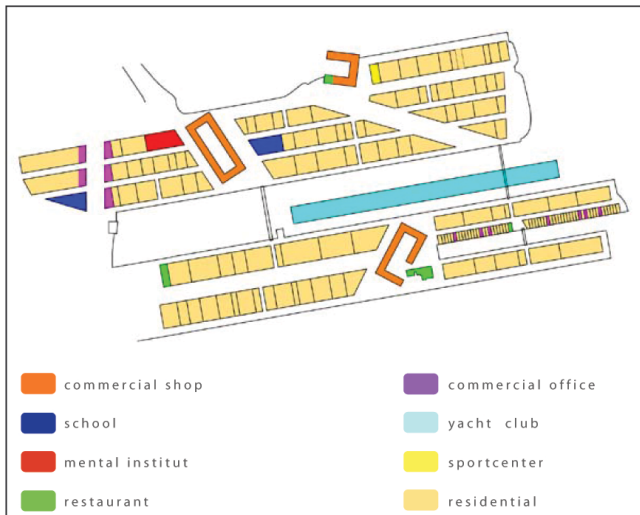 commercial shop
school
mental institut
restaurant
commercial office
yacht club
sportcenter
residential